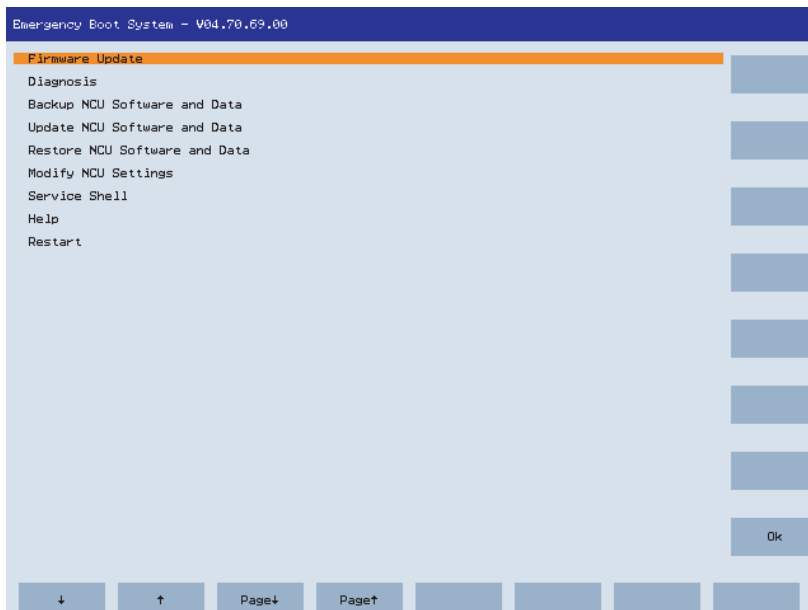 Emergency Boot System - V04.70.69.00
Firmware Update
Diagnosis
Backup NCU Software and Data
Update NCU Software and Data
Restore NCU Software and Data
Modify NCU Settings
Service Shell
Help
Restart
Ok
↓ ↑ Page↓ Page↑